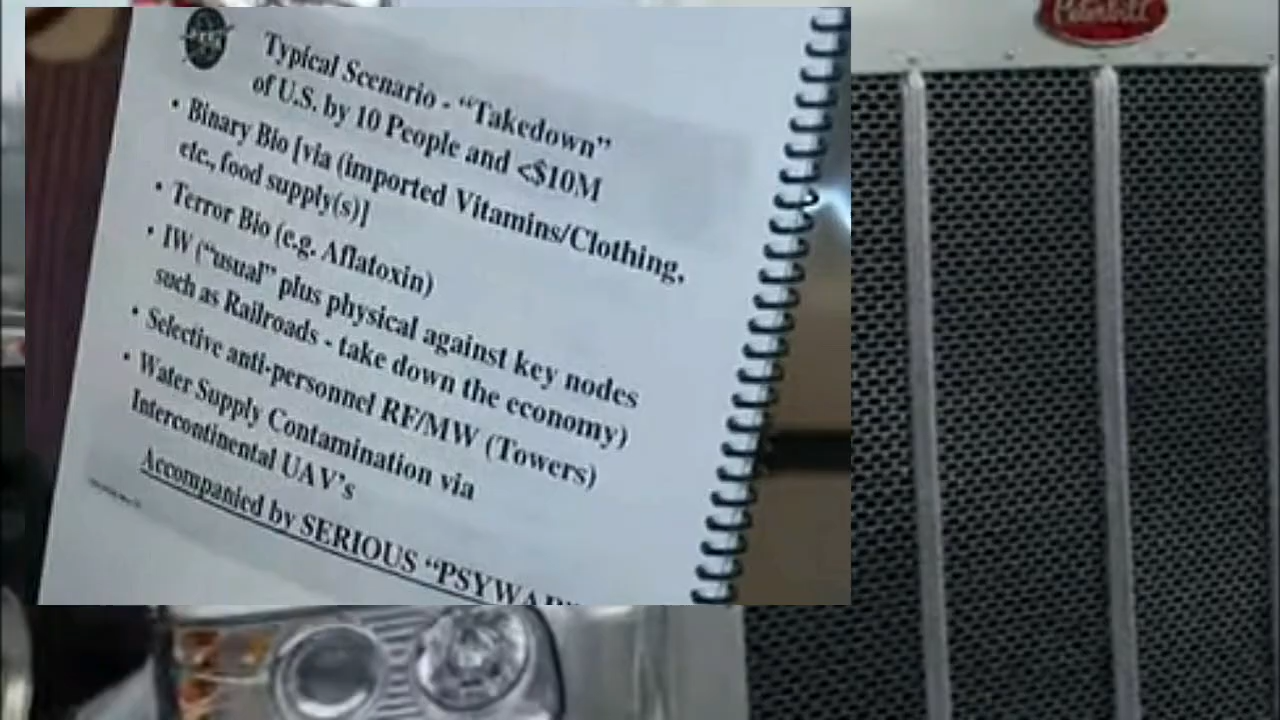 Peterbilt
Typical Scenario - “Takedown”
of U.S. by 10 People and <$10M
• Binary Bio [via (imported Vitamins/Clothing,
etc., food supply(s)]
• Terror Bio (e.g. Aflatoxin)
• IW (“usual” plus physical against key nodes
such as Railroads - take down the economy)
• Selective anti-personnel RF/MW (Towers)
• Water Supply Contamination via
Intercontinental UAV’s
Accompanied by SERIOUS “PSYWAR”